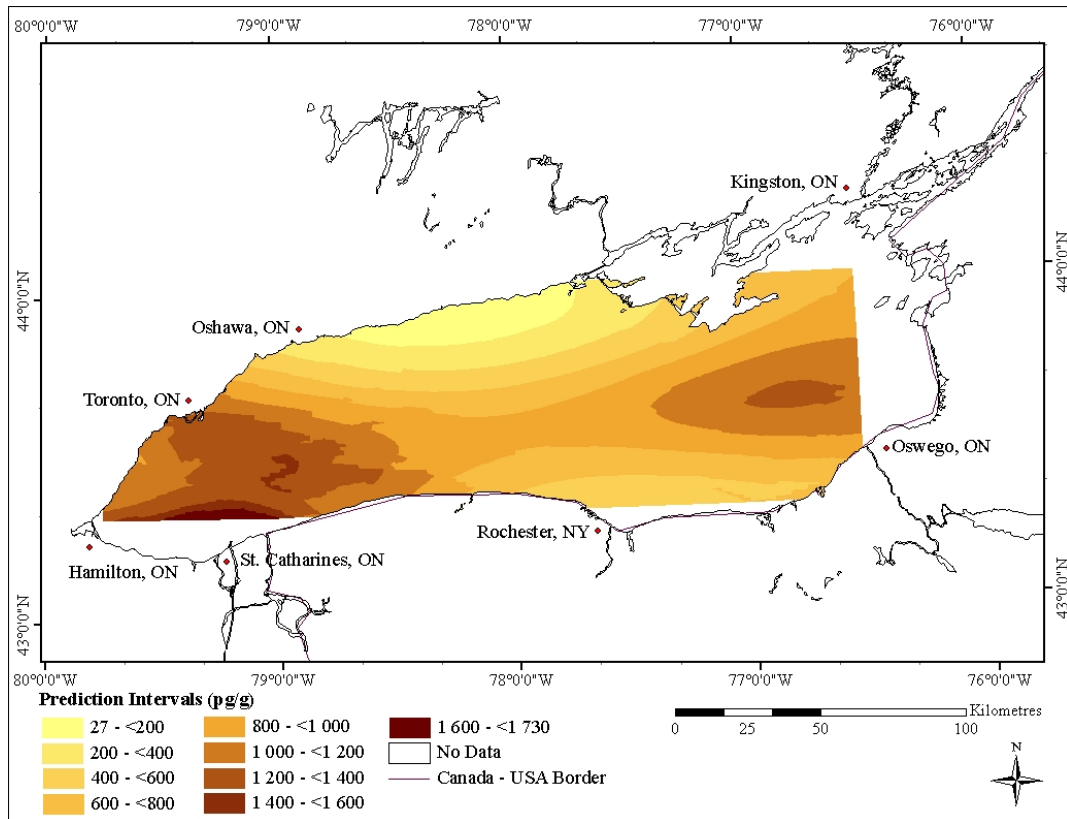 80°0'0"W 79°0'0"W 78°0'0"W 77°0'0"W 76°0'0"W
Kingston, ON
44°0'0"N 44°0'0"N
Oshawa, ON
Toronto, ON
Oswego, ON
Rochester, NY
Hamilton, ON
St. Catharines, ON
43°0'0"N 43°0'0"N
80°0'0"W 79°0'0"W 78°0'0"W 77°0'0"W 76°0'0"W
Prediction Intervals (pg/g)
27 - <200
200 - <400
400 - <600
600 - <800
800 - <1 000
1 000 - <1 200
1 200 - <1 400
1 400 - <1 600
1 600 - <1 730
No Data
Canada - USA Border
Kilometres
0 25 50 100
N